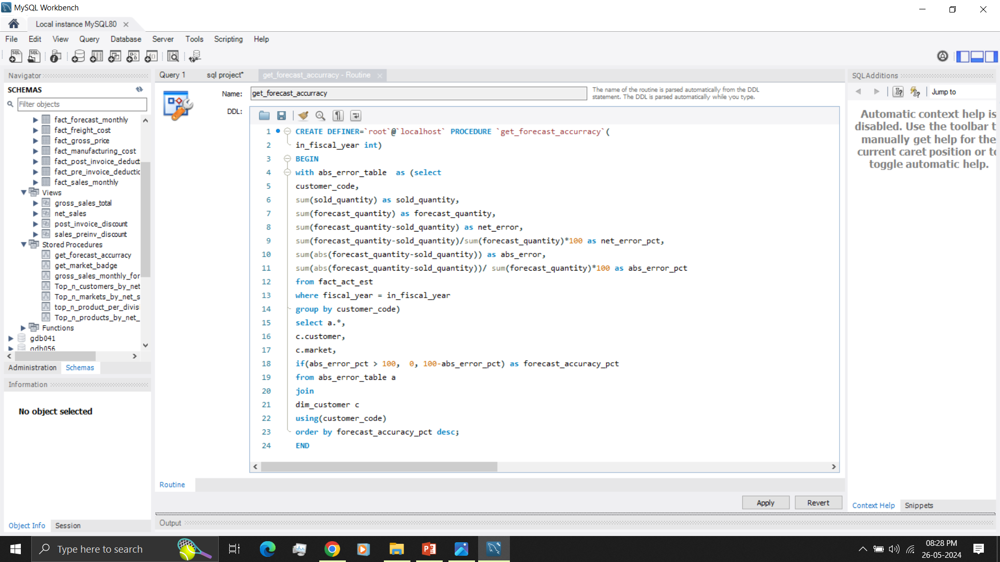 MySQL Workbench
Local instance MySQL80
File Edit View Query Database Server Tools Scripting Help
Navigator
SCHEMAS
Filter objects
fact_forecast_monthly
fact_freight_cost
fact_gross_price
fact_manufacturing_cost
fact_post_invoice_deduct
fact_pre_invoice_deductic
fact_sales_monthly
Views
gross_sales_total
net_sales
post_invoice_discount
sales_preinv_discount
Stored Procedures
get_forecast_accurracy
get_market_badge
gross_sales_monthly_for
Top_n_customers_by_net
Top_n_markets_by_net_s
top_n_product_per_divisi
Top_n_products_by_net_
Functions
gdb041
gdb056
Administration Schemas
Information
No object selected
Object Info Session
Query 1 sql project* get_forecast_accurracy - Routine
Name: get_forecast_accurracy
The name of the routine is parsed automatically from the DDL
statement. The DDL is parsed automatically while you type.
DDL:
1 CREATE DEFINER=`root`@`localhost` PROCEDURE `get_forecast_accurracy`(
2 in_fiscal_year int)
3 BEGIN
4 with abs_error_table  as (select
5 customer_code,
6 sum(sold_quantity) as sold_quantity,
7 sum(forecast_quantity) as forecast_quantity,
8 sum(forecast_quantity-sold_quantity) as net_error,
9 sum(forecast_quantity-sold_quantity)/sum(forecast_quantity)*100 as net_error_pct,
10 sum(abs(forecast_quantity-sold_quantity)) as abs_error,
11 sum(abs(forecast_quantity-sold_quantity))/ sum(forecast_quantity)*100 as abs_error_pct
12 from fact_act_est
13 where fiscal_year = in_fiscal_year
14 group by customer_code)
15 select a.*,
16 c.customer,
17 c.market,
18 if(abs_error_pct > 100,  0, 100-abs_error_pct) as forecast_accuracy_pct
19 from abs_error_table a
20 join
21 dim_customer c
22 using(customer_code)
23 order by forecast_accuracy_pct desc;
24 END
Routine
Apply Revert
Output
SQLAdditions
Jump to
Automatic context help is
disabled. Use the toolbar t
manually get help for the
current caret position or to
toggle automatic help.
Context Help Snippets
Type here to search
08:28 PM
26-05-2024